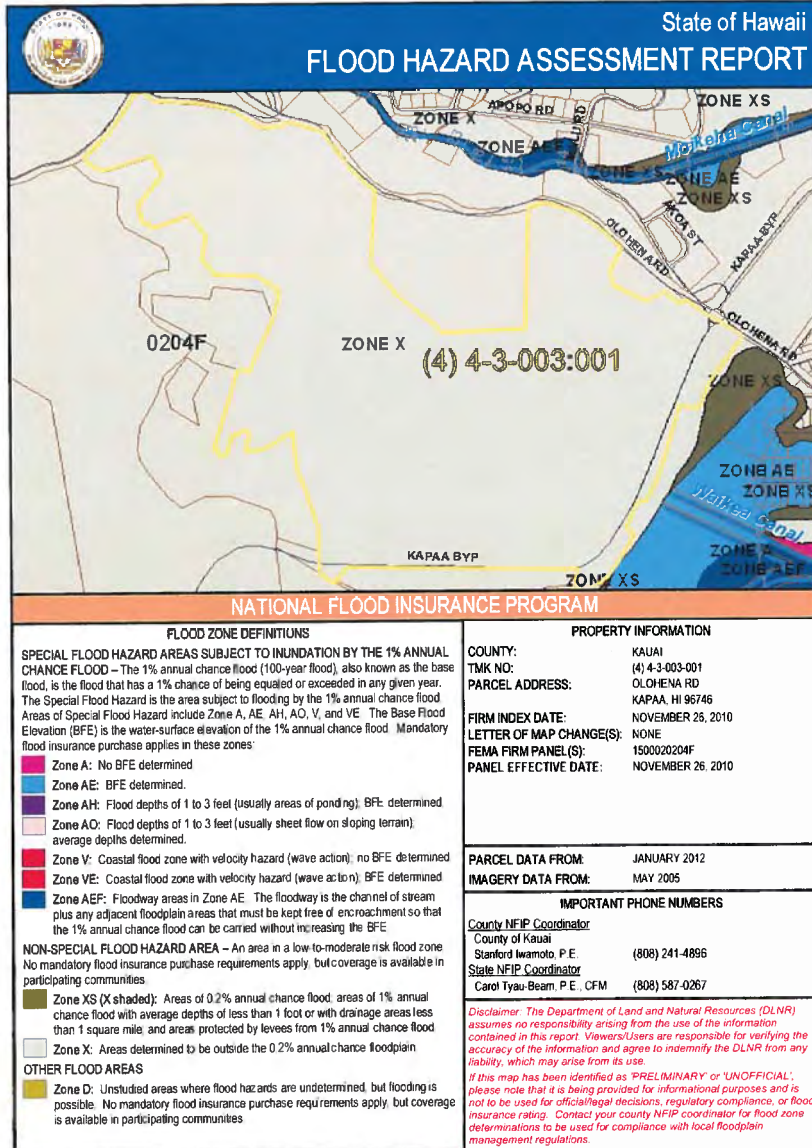 State of Hawaii
FLOOD HAZARD ASSESSMENT REPORT
APOPO RD
ZONE XS
ZONE X
Moikeha Canal
ZONE AEF
ZONE XS
ZONE AE
ZONE XS
AKOA ST
OLOHENA RD
KAPAA BYP
OLOHENA RD
0204F
ZONE X
(4) 4-3-003:001
ZONE XS
ZONE AE
ZONE XS
Waikea Canal
ZONE A
ZONE AEF
KAPAA BYP
ZONE XS
NATIONAL FLOOD INSURANCE PROGRAM
FLOOD ZONE DEFINITIONS
SPECIAL FLOOD HAZARD AREAS SUBJECT TO INUNDATION BY THE 1% ANNUAL
CHANCE FLOOD – The 1% annual chance flood (100-year flood), also known as the base
flood, is the flood that has a 1% chance of being equaled or exceeded in any given year.
The Special Flood Hazard is the area subject to flooding by the 1% annual chance flood
Areas of Special Flood Hazard include Zone A, AE, AH, AO, V, and VE The Base Flood
Elevation (BFE) is the water-surface elevation of the 1% annual chance flood Mandatory
flood insurance purchase applies in these zones:
Zone A: No BFE determined
Zone AE: BFE determined.
Zone AH: Flood depths of 1 to 3 feet (usually areas of ponding); BFE determined
Zone AO: Flood depths of 1 to 3 feet (usually sheet flow on sloping terrain);
average depths determined.
Zone V: Coastal flood zone with velocity hazard (wave action); no BFE determined
Zone VE: Coastal flood zone with velocity hazard (wave action); BFE determined
Zone AEF: Floodway areas in Zone AE The floodway is the channel of stream
plus any adjacent floodplain areas that must be kept free of encroachment so that
the 1% annual chance flood can be carried without increasing the BFE
NON-SPECIAL FLOOD HAZARD AREA – An area in a low-to-moderate risk flood zone
No mandatory flood insurance purchase requirements apply, but coverage is available in
participating communities
Zone XS (X shaded): Areas of 0.2% annual chance flood; areas of 1% annual
chance flood with average depths of less than 1 foot or with drainage areas less
than 1 square mile; and areas protected by levees from 1% annual chance flood
Zone X: Areas determined to be outside the 0.2% annual chance floodplain
OTHER FLOOD AREAS
Zone D: Unstudied areas where flood hazards are undetermined, but flooding is
possible No mandatory flood insurance purchase requirements apply, but coverage
is available in participating communities
PROPERTY INFORMATION
COUNTY: KAUAI
TMK NO: (4) 4-3-003-001
PARCEL ADDRESS: OLOHENA RD
KAPAA, HI 96746
FIRM INDEX DATE: NOVEMBER 26, 2010
LETTER OF MAP CHANGE(S): NONE
FEMA FIRM PANEL(S): 1500020204F
PANEL EFFECTIVE DATE: NOVEMBER 26, 2010
PARCEL DATA FROM: JANUARY 2012
IMAGERY DATA FROM: MAY 2005
IMPORTANT PHONE NUMBERS
County NFIP Coordinator
County of Kauai
Stanford Iwamoto, P.E. (808) 241-4896
State NFIP Coordinator
Carol Tyau-Beam, P.E., CFM (808) 587-0267
Disclaimer: The Department of Land and Natural Resources (DLNR)
assumes no responsibility arising from the use of the information
contained in this report. Viewers/Users are responsible for verifying the
accuracy of the information and agree to indemnify the DLNR from any
liability, which may arise from its use.
If this map has been identified as 'PRELIMINARY' or 'UNOFFICIAL',
please note that it is being provided for informational purposes and is
not to be used for official/legal decisions, regulatory compliance, or flood
insurance rating. Contact your county NFIP coordinator for flood zone
determinations to be used for compliance with local floodplain
management regulations.